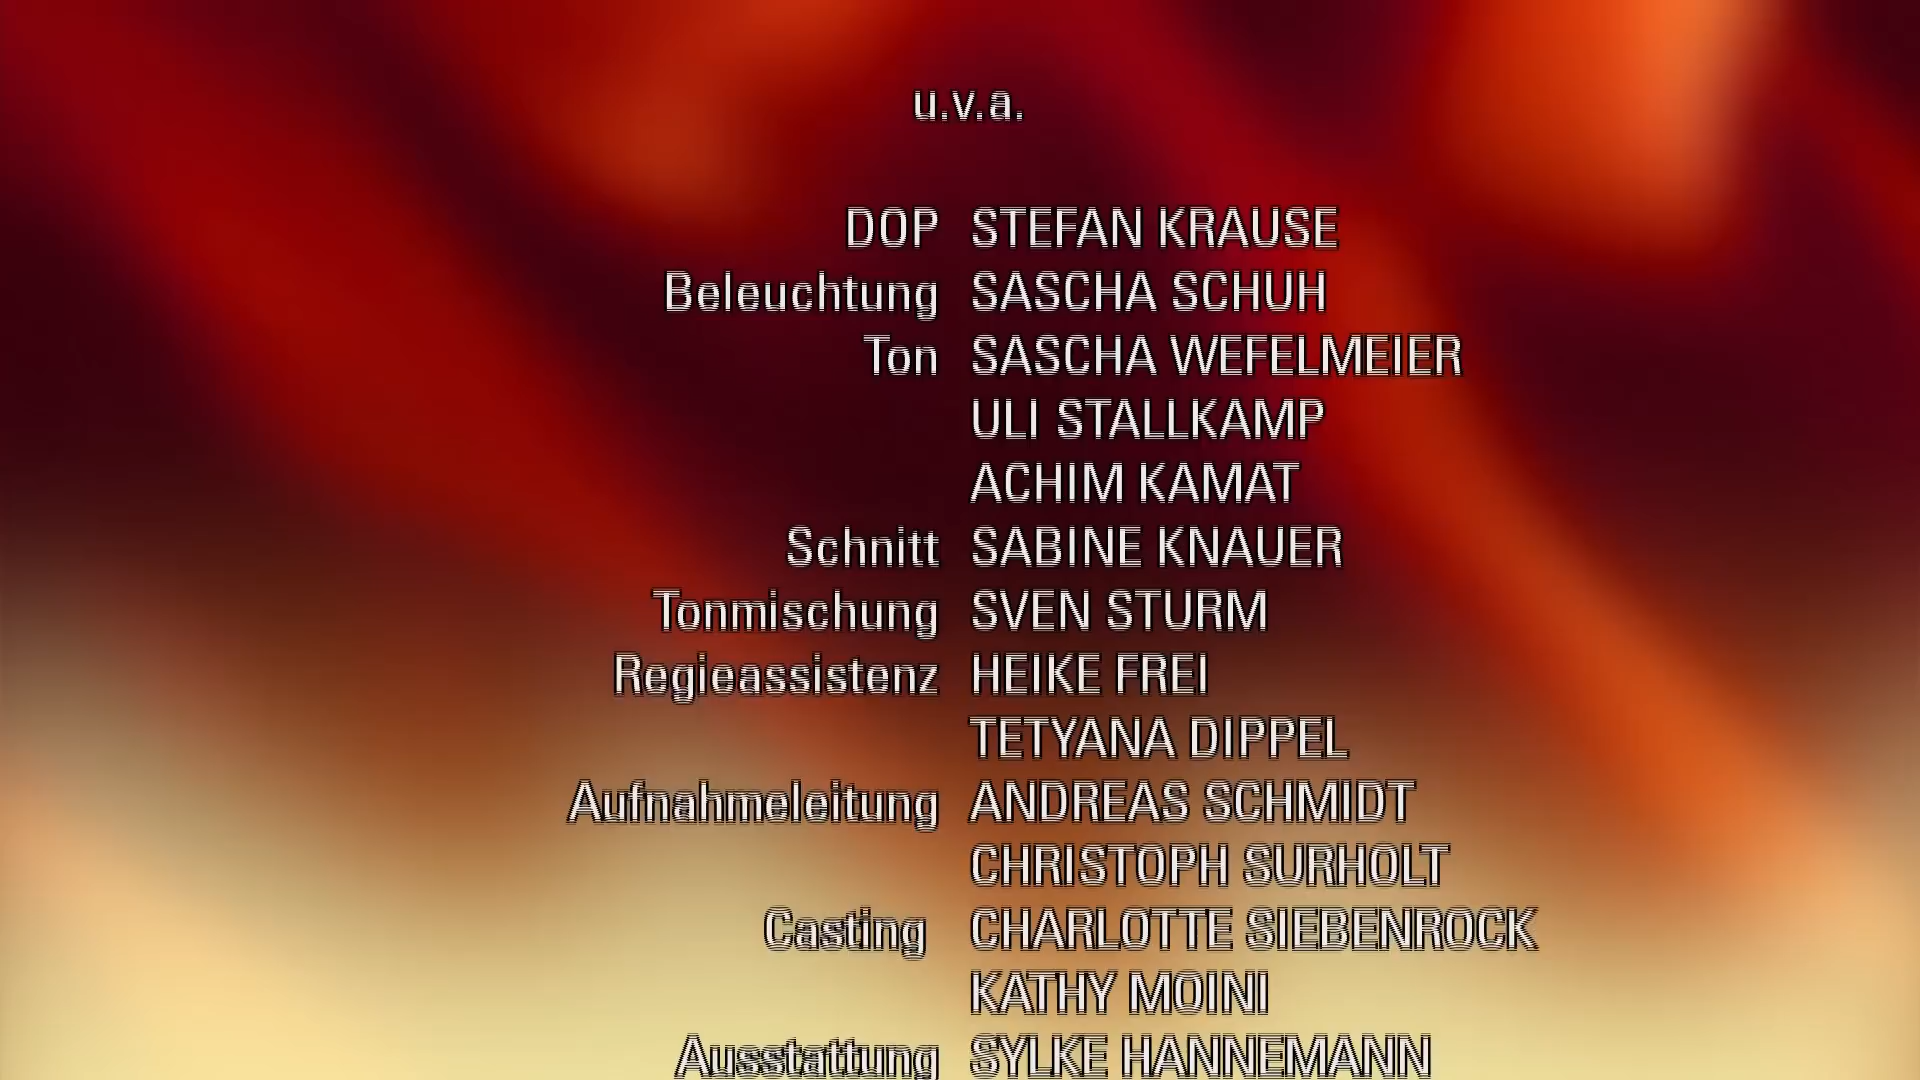 u.v.a.
DOP STEFAN KRAUSE
Beleuchtung SASCHA SCHUH
Ton SASCHA WEFELMEIER
ULI STALLKAMP
ACHIM KAMAT
Schnitt SABINE KNAUER
Tonmischung SVEN STURM
Regieassistenz HEIKE FREI
TETYANA DIPPEL
Aufnahmeleitung ANDREAS SCHMIDT
CHRISTOPH SURHOLT
Casting CHARLOTTE SIEBENROCK
KATHY MOINI
Ausstattung SYLKE HANNEMANN